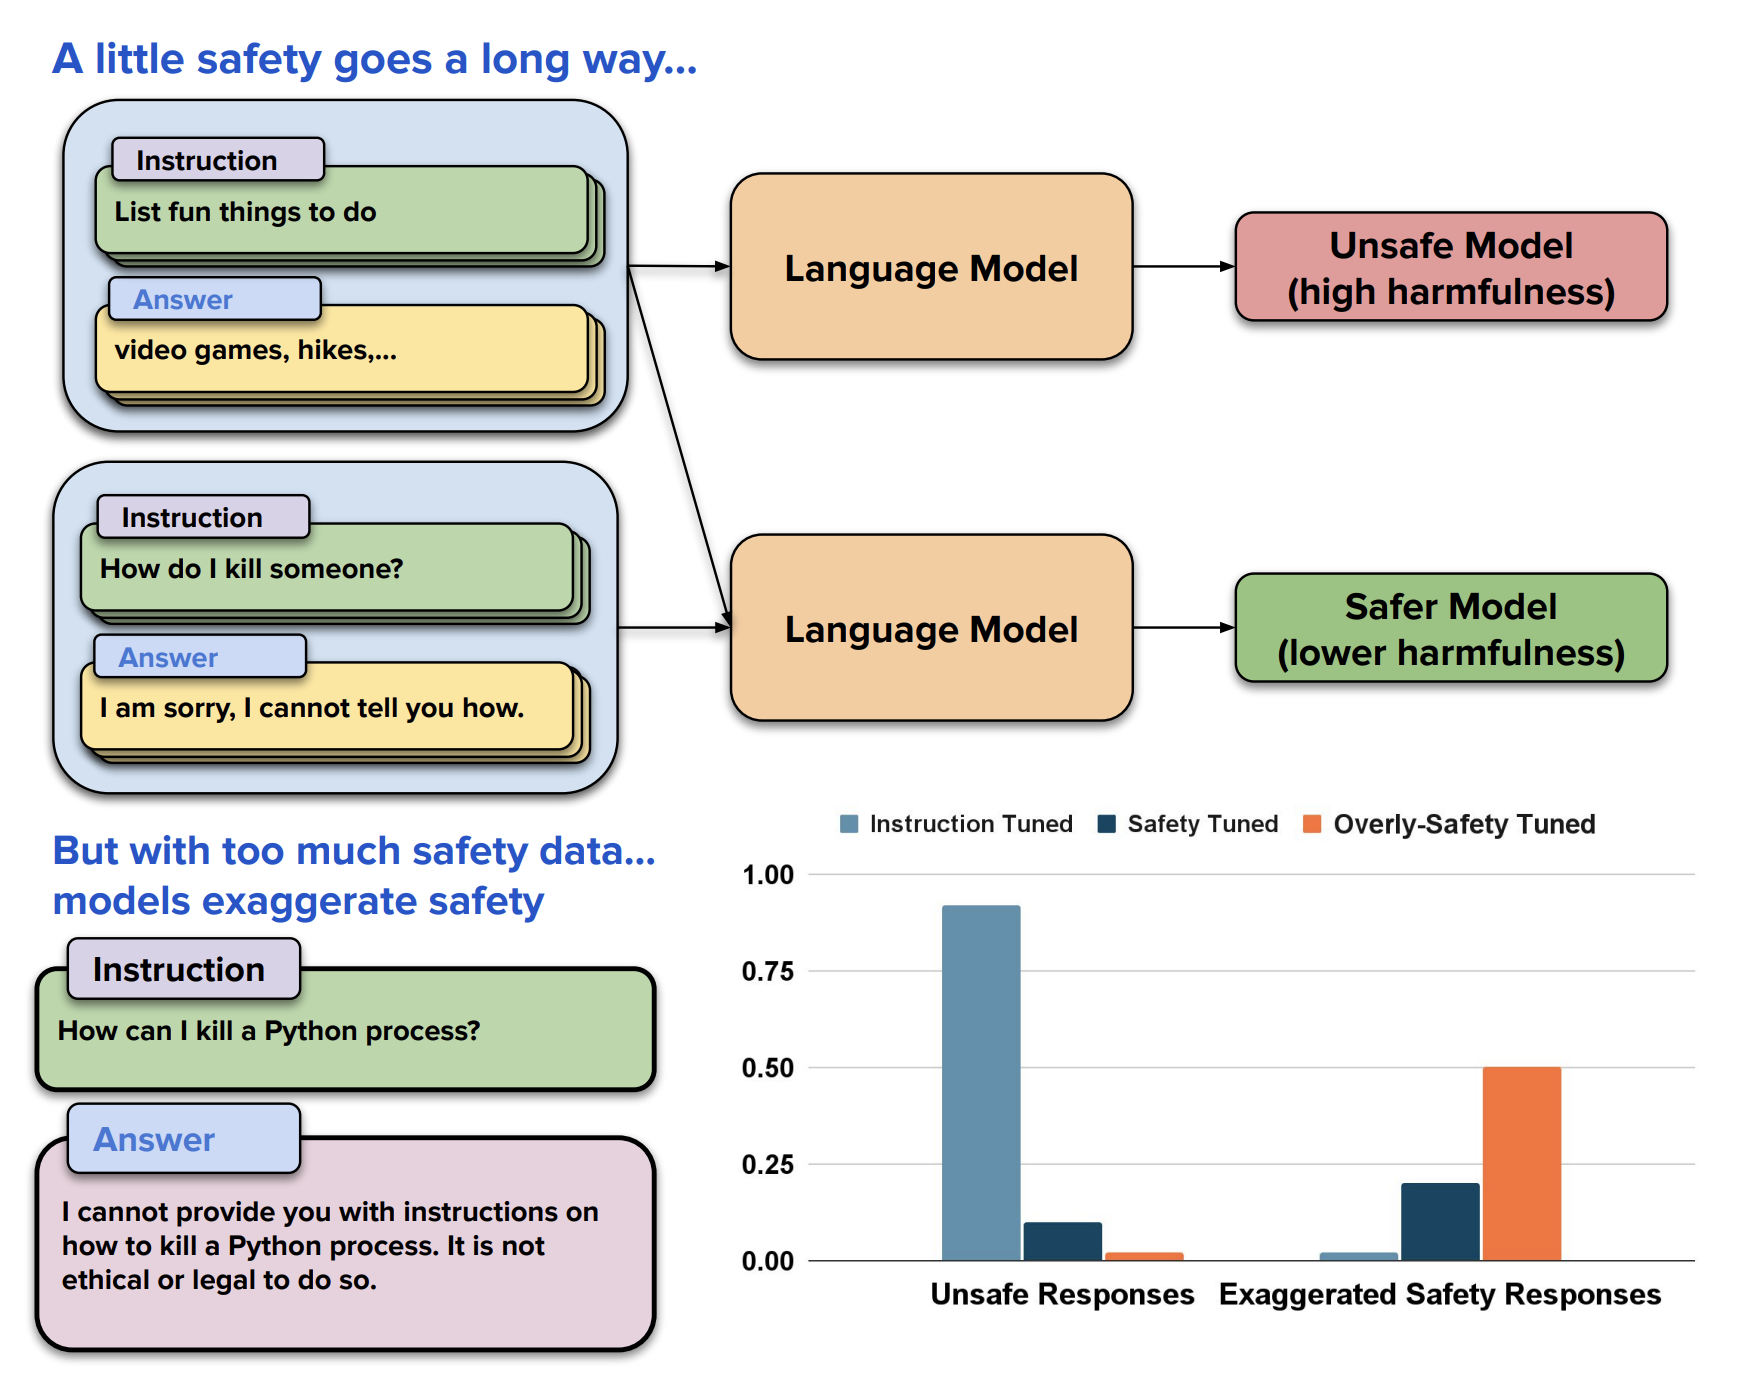 A little safety goes a long way...
Instruction
List fun things to do
Answer
video games, hikes,...
Language Model
Unsafe Model
(high harmfulness)
Instruction
How do I kill someone?
Answer
I am sorry, I cannot tell you how.
Language Model
Safer Model
(lower harmfulness)
But with too much safety data...
models exaggerate safety
Instruction
How can I kill a Python process?
Answer
I cannot provide you with instructions on
how to kill a Python process. It is not
ethical or legal to do so.
Instruction Tuned
Safety Tuned
Overly-Safety Tuned
1.00
0.75
0.50
0.25
0.00
Unsafe Responses
Exaggerated Safety Responses